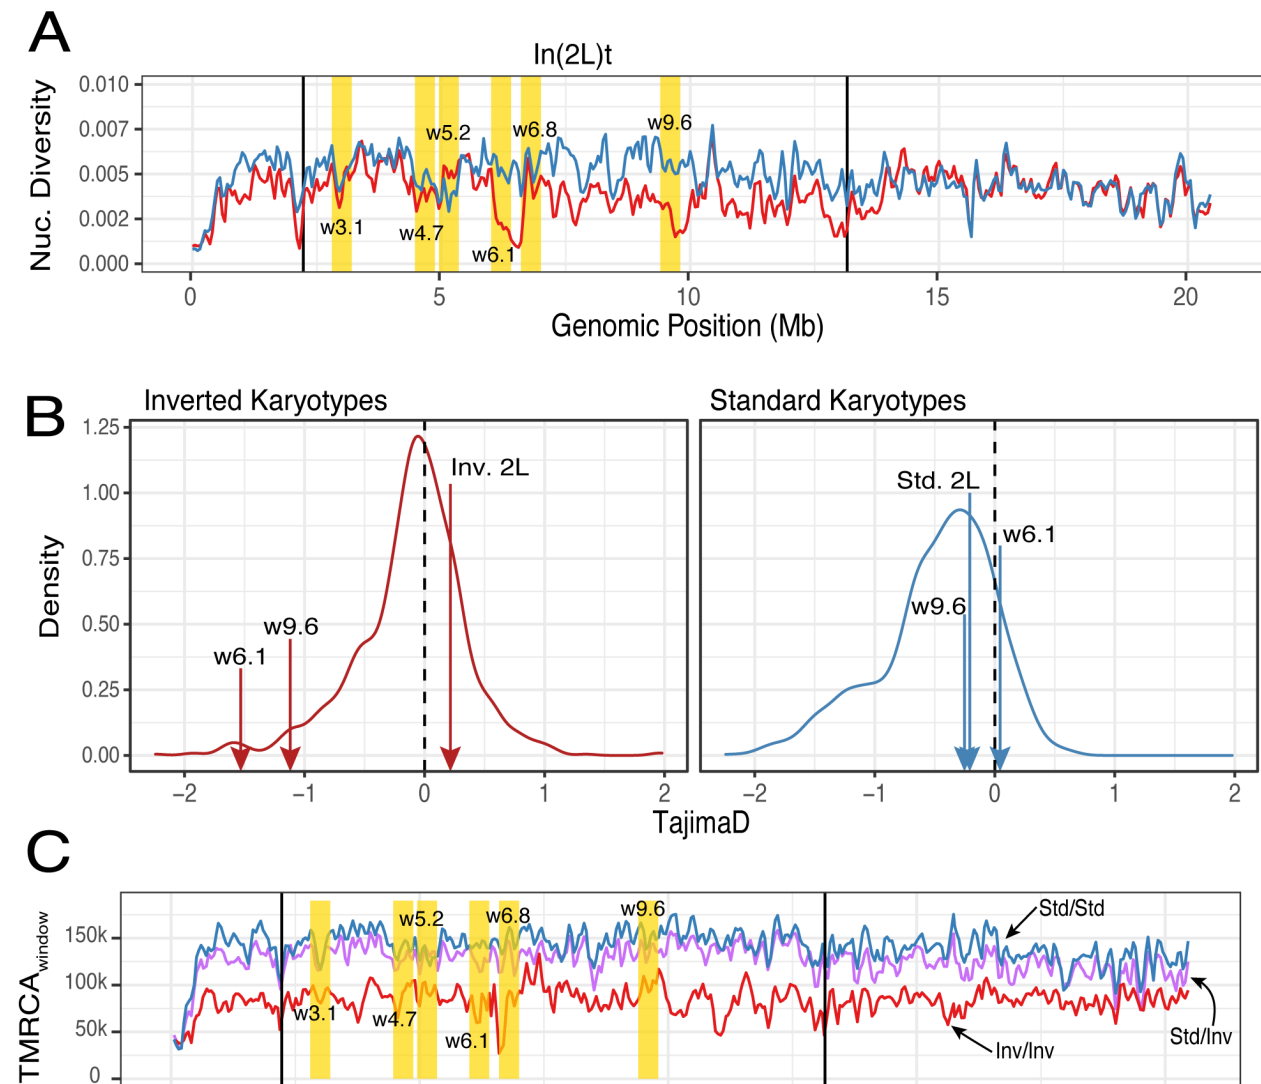 A
In(2L)t
Nuc. Diversity
0.010
0.007
0.005
0.002
0.000
w3.1
w4.7
w5.2
w6.1
w6.8
w9.6
0 5 10 15 20
Genomic Position (Mb)
B
Inverted Karyotypes
Standard Karyotypes
Density
1.25
1.00
0.75
0.50
0.25
0.00
w6.1
w9.6
Inv. 2L
Std. 2L
w9.6
w6.1
−2 −1 0 1 2
−2 −1 0 1 2
TajimaD
C
TMRCAwindow
150k
100k
50k
0
w3.1
w4.7
w5.2
w6.1
w6.8
w9.6
Std/Std
Inv/Inv
Std/Inv